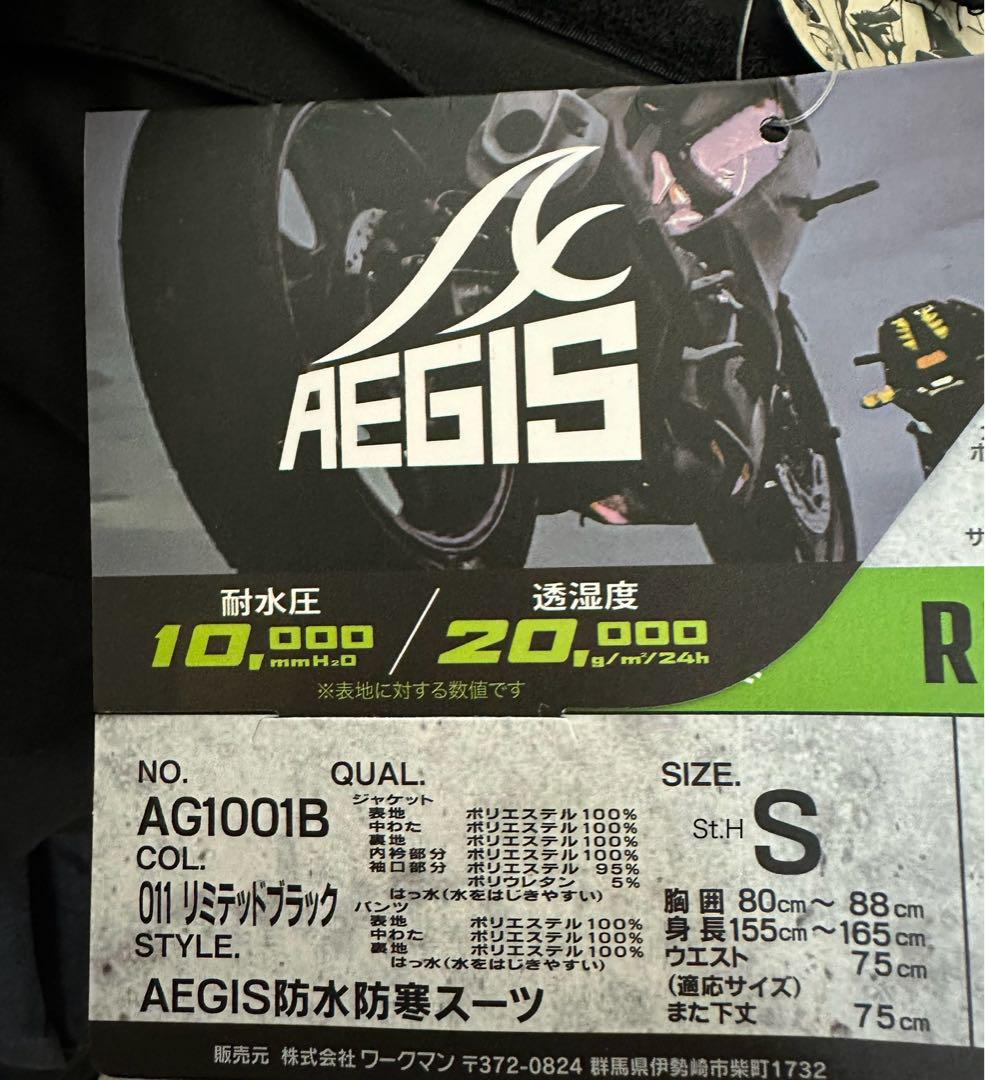 AEGIS
耐水圧 / 透湿度
10,000 mmH₂O / 20,000 g/m²/24h
※表地に対する数値です
R
NO.
AG1001B
COL.
011 リミテッドブラック
STYLE.
AEGIS防水防寒スーツ
QUAL.
ジャケット
表地 ポリエステル100%
中わた ポリエステル100%
裏地 ポリエステル100%
内衿部分 ポリエステル100%
袖口部分 ポリエステル 95%
ポリウレタン 5%
はっ水(水をはじきやすい)
パンツ
表地 ポリエステル100%
中わた ポリエステル100%
裏地 ポリエステル100%
はっ水(水をはじきやすい)
SIZE.
St.H S
胸囲 80cm～ 88cm
身長155cm～165cm
ウエスト 75cm
(適応サイズ)
また下丈 75cm
販売元 株式会社 ワークマン 〒372-0824 群馬県伊勢崎市柴町1732
サ